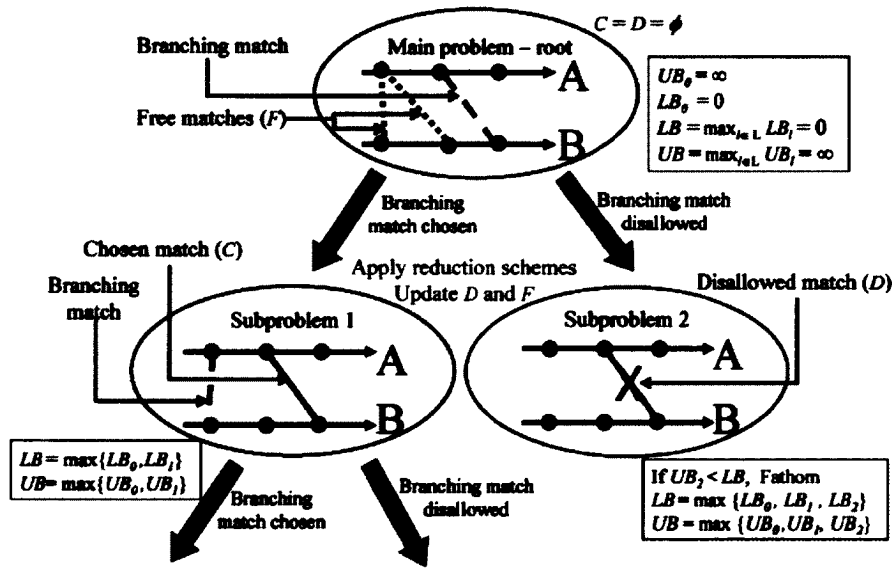 C = D = ϕ
Branching match
Main problem – root
A
Free matches (F)
B
UB₀ = ∞
LB₀ = 0
LB = max_{i∈L} LB_i = 0
UB = max_{i∈L} UB_i = ∞
Branching
match chosen
Branching match
disallowed
Chosen match (C)
Apply reduction schemes
Update D and F
Disallowed match (D)
Branching
match
Subproblem 1
A
B
Subproblem 2
A
B
LB = max{LB₀, LB₁}
UB = max{UB₀, UB₁}
If UB₂ < LB, Fathom
LB = max {LB₀, LB₁, LB₂}
UB = max {UB₀, UB₁, UB₂}
Branching
match chosen
Branching match
disallowed